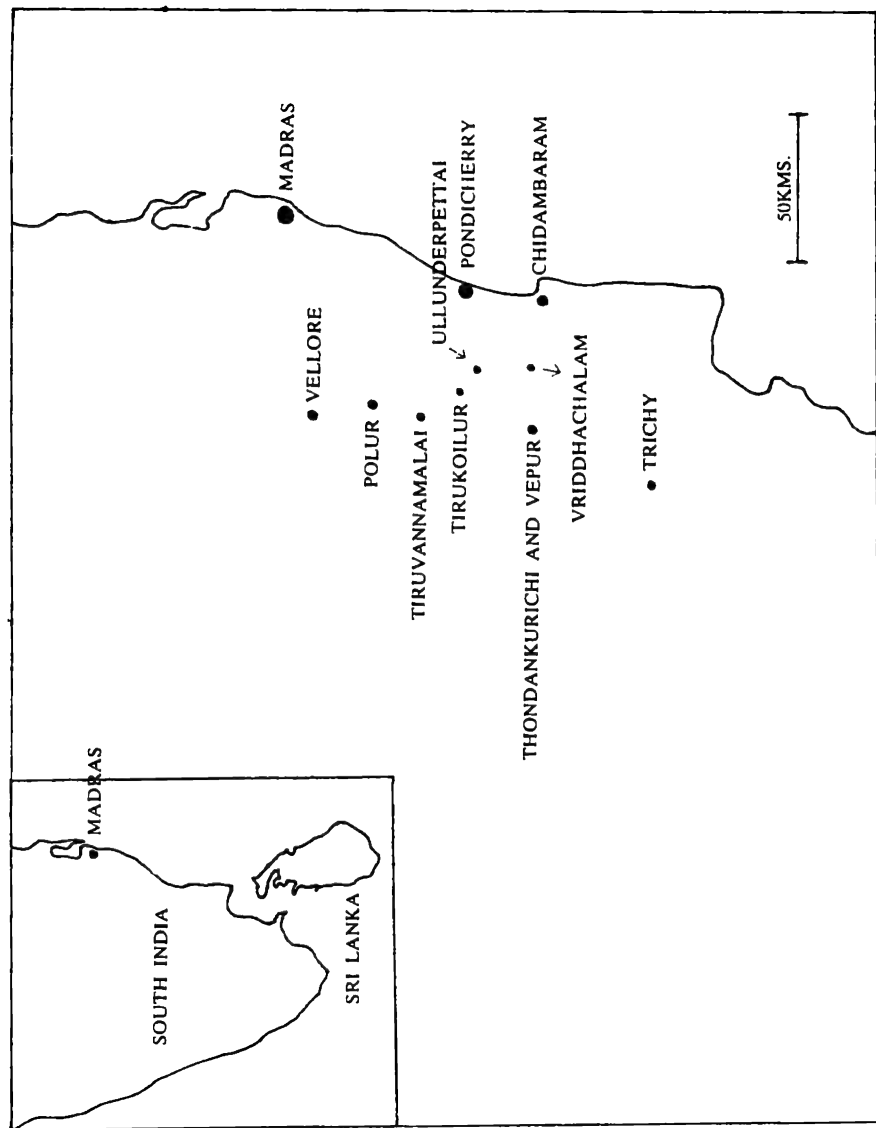 MADRAS
SOUTH INDIA
SRI LANKA
MADRAS
VELLORE
POLUR
TIRUVANNAMALAI
ULLUNDERPETTAI
TIRUKOILUR
PONDICHERRY
THONDANKURICHI AND VEPUR
CHIDAMBARAM
VRIDDHACHALAM
TRICHY
50KMS.